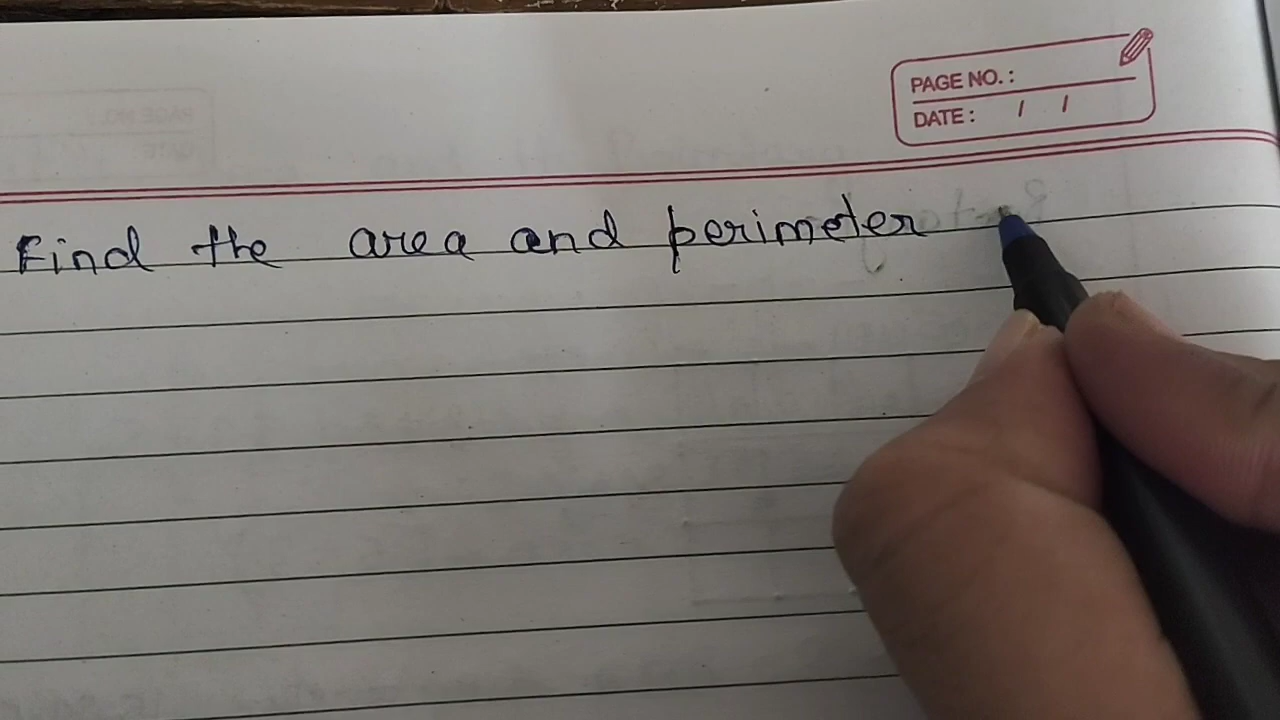 PAGE NO.:
DATE: / /
Find the area and perimeter